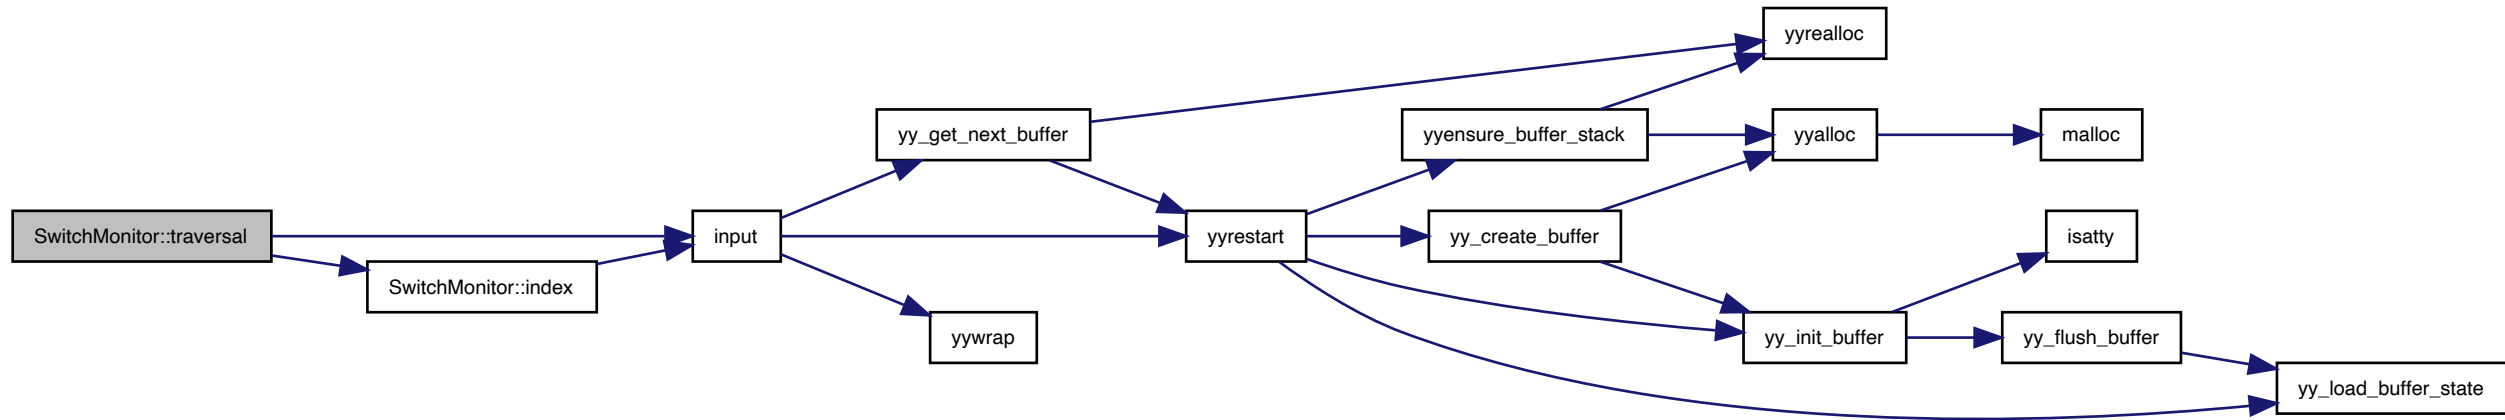 SwitchMonitor::traversal
SwitchMonitor::index
input
yy_get_next_buffer
yywrap
yyrestart
yyensure_buffer_stack
yy_create_buffer
yyrealloc
yyalloc
yy_init_buffer
malloc
isatty
yy_flush_buffer
yy_load_buffer_state